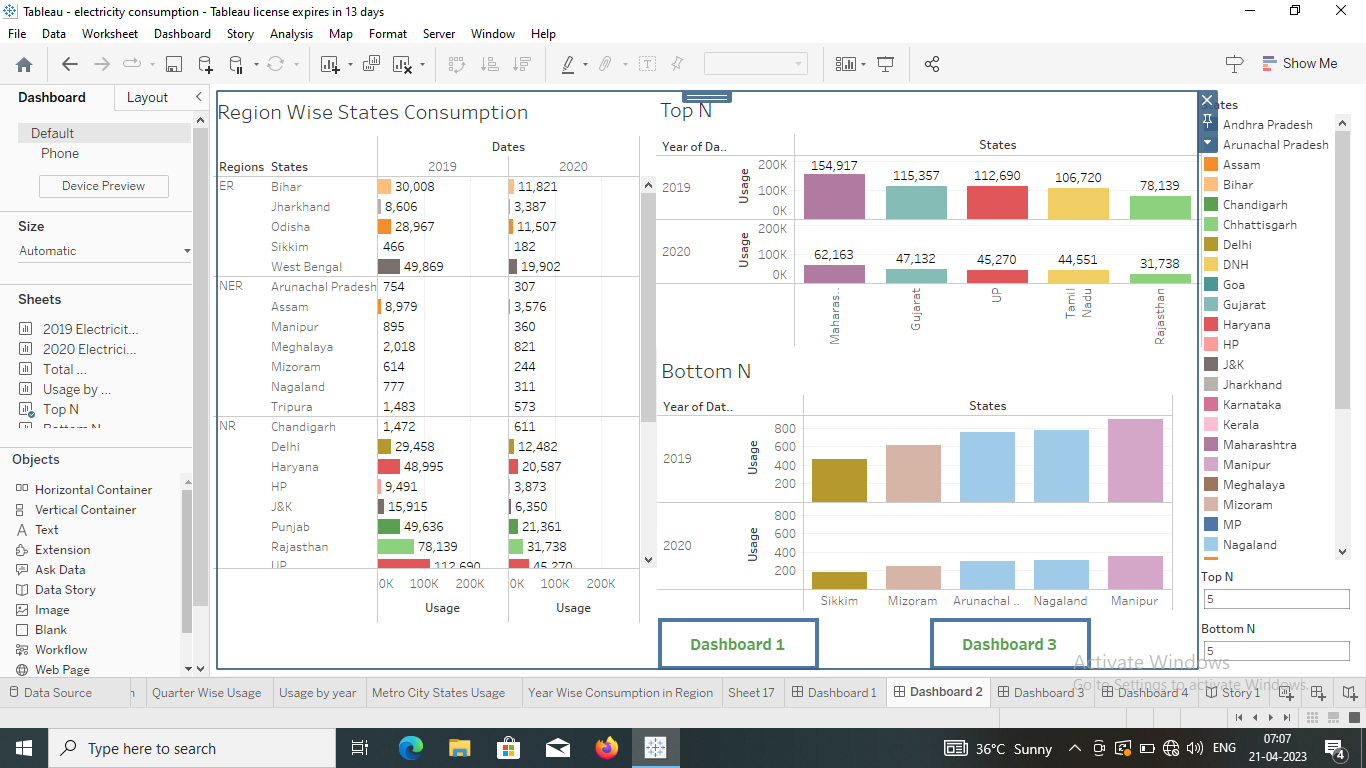 Tableau - electricity consumption - Tableau license expires in 13 days
File Data Worksheet Dashboard Story Analysis Map Format Server Window Help
Show Me
Dashboard Layout
Default
Phone
Device Preview
Size
Automatic
Sheets
2019 Electricit...
2020 Electrici...
Total ...
Usage by ...
Top N
Bottom N
Objects
Horizontal Container
Vertical Container
Text
Extension
Ask Data
Data Story
Image
Blank
Workflow
Web Page
Region Wise States Consumption
Dates
Regions States 2019 2020
ER Bihar 30,008 11,821
Jharkhand 8,606 3,387
Odisha 28,967 11,507
Sikkim 466 182
West Bengal 49,869 19,902
NER Arunachal Pradesh 754 307
Assam 8,979 3,576
Manipur 895 360
Meghalaya 2,018 821
Mizoram 614 244
Nagaland 777 311
Tripura 1,483 573
NR Chandigarh 1,472 611
Delhi 29,458 12,482
Haryana 48,995 20,587
HP 9,491 3,873
J&K 15,915 6,350
Punjab 49,636 21,361
Rajasthan 78,139 31,738
UP 112,690 45,270
0K 100K 200K 0K 100K 200K
Usage Usage
Top N
Year of Da.. States
2019 Usage 200K 100K 0K
154,917 115,357 112,690 106,720 78,139
2020 Usage 200K 100K 0K
62,163 47,132 45,270 44,551 31,738
Maharas.. Gujarat UP Tamil Nadu Rajasthan
Bottom N
Year of Dat.. States
2019 Usage 800 600 400 200
2020 Usage 800 600 400 200
Sikkim Mizoram Arunachal .. Nagaland Manipur
Dashboard 1 Dashboard 3
Andhra Pradesh
Arunachal Pradesh
Assam
Bihar
Chandigarh
Chhattisgarh
Delhi
DNH
Goa
Gujarat
Haryana
HP
J&K
Jharkhand
Karnataka
Kerala
Maharashtra
Manipur
Meghalaya
Mizoram
MP
Nagaland
Top N
5
Bottom N
5
Activate Windows
Go to Settings to activate Windows.
Data Source Quarter Wise Usage Usage by year Metro City States Usage Year Wise Consumption in Region Sheet 17 Dashboard 1 Dashboard 2 Dashboard 3 Dashboard 4 Story 1
Type here to search
36°C Sunny
ENG
07:07
21-04-2023
4